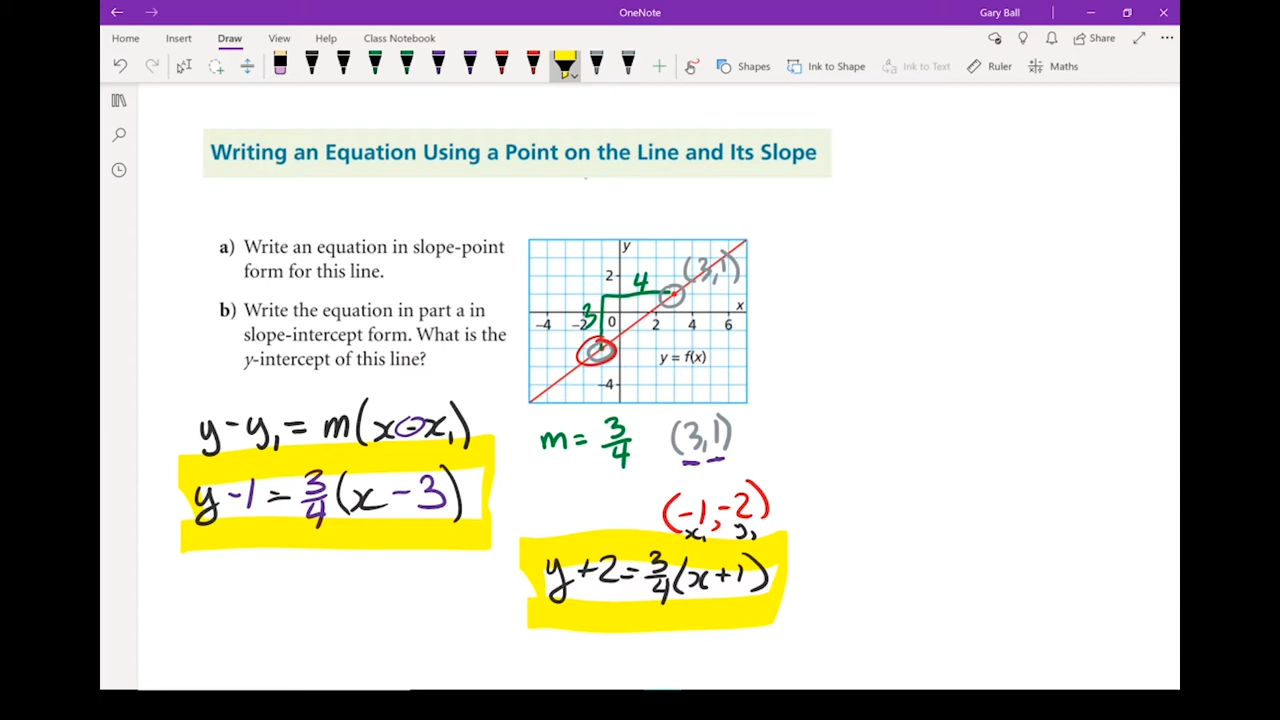 OneNote
Gary Ball
Home Insert Draw View Help Class Notebook
Share
Shapes Ink to Shape Ink to Text Ruler Maths
Writing an Equation Using a Point on the Line and Its Slope
a) Write an equation in slope-point
form for this line.
b) Write the equation in part a in
slope-intercept form. What is the
y-intercept of this line?
y
(3,1)
2
4
3
x
-4 -2 0 2 4 6
y = f(x)
-4
y - y₁ = m(x - x₁)
m = 3/4 (3,1)
y - 1 = 3/4 (x - 3)
(-1, -2)
x₁ y₁
y + 2 = 3/4 (x + 1)